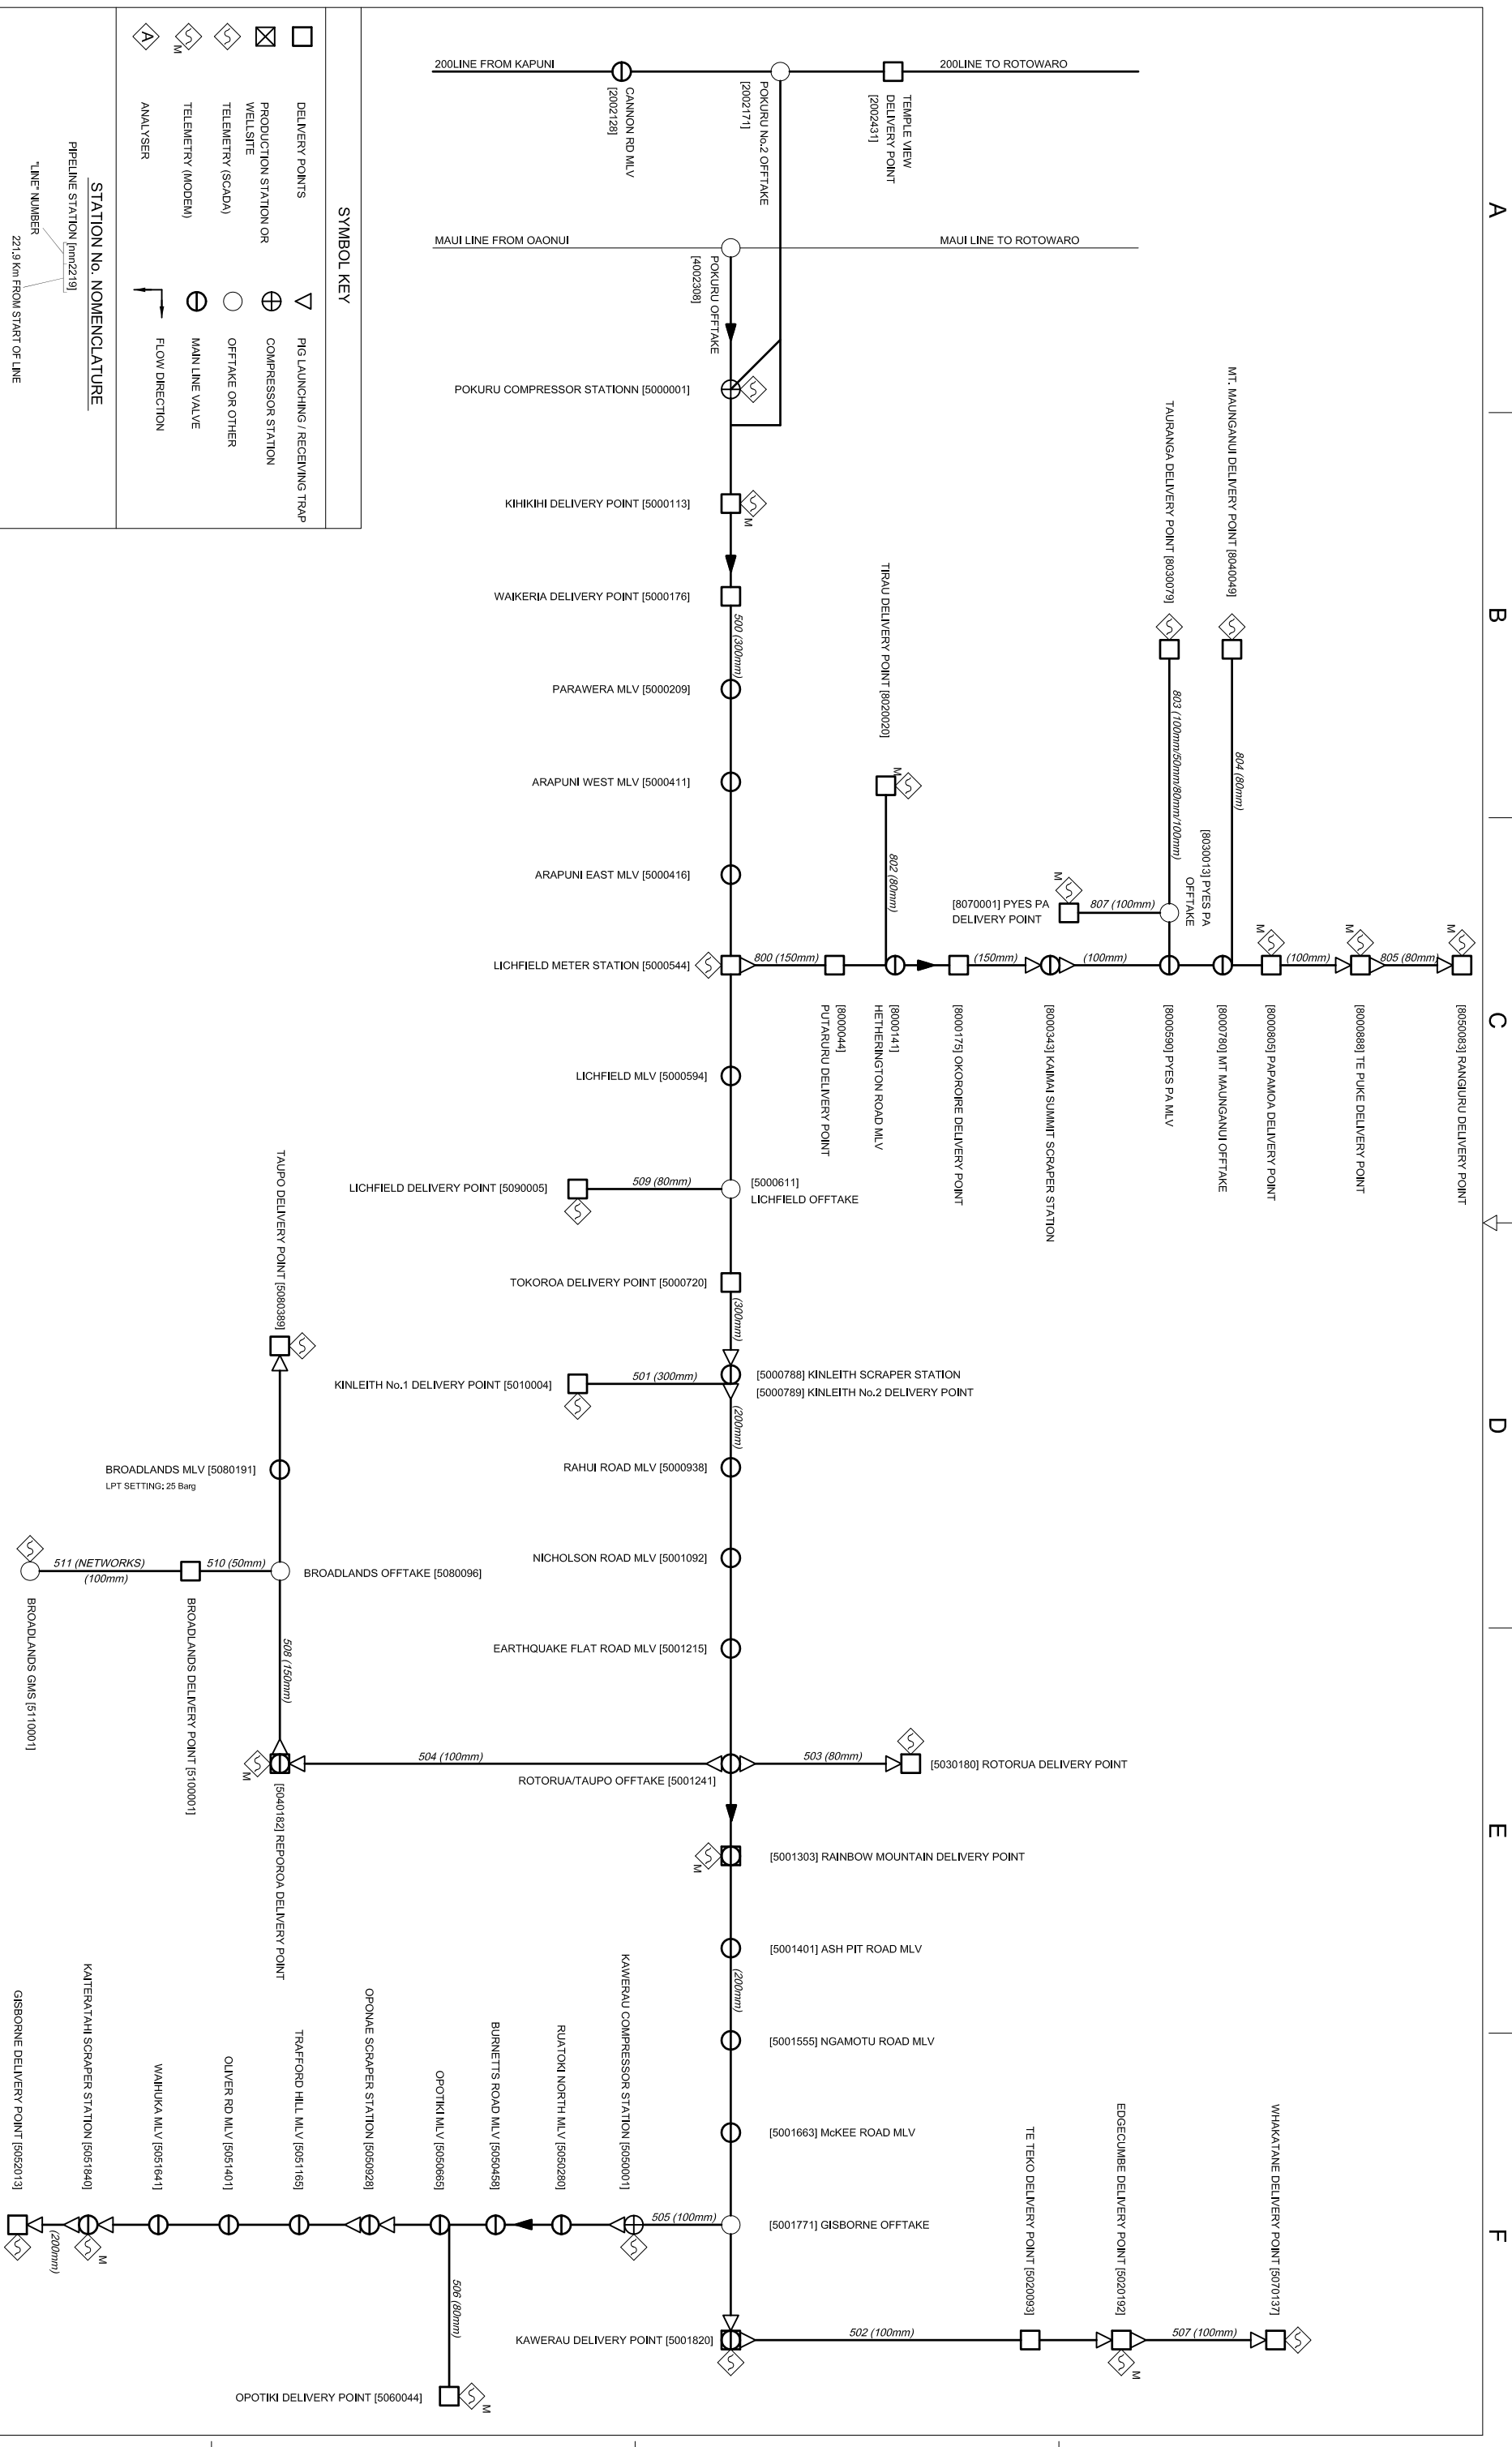 A
B
C
D
E
F
200LINE FROM KAPUNI
200LINE TO ROTOWARO
CANNON RD MLV
[2002128]
POKURU No.2 OFFTAKE
[2002171]
TEMPLE VIEW
DELIVERY POINT
[2002431]
MAUI LINE FROM OAONUI
MAUI LINE TO ROTOWARO
POKURU OFFTAKE
[4002308]
POKURU COMPRESSOR STATIONN [5000001]
KIHIKIHI DELIVERY POINT [5000113]
M
WAIKERIA DELIVERY POINT [5000176]
500 (300mm)
PARAWERA MLV [5000209]
ARAPUNI WEST MLV [5000411]
ARAPUNI EAST MLV [5000416]
LICHFIELD METER STATION [5000544]
800 (150mm)
[8000044]
PUTARURU DELIVERY POINT
TIRAU DELIVERY POINT [8020020]
M
802 (80mm)
[8000141]
HETHERINGTON ROAD MLV
[8000175] OKOROIRE DELIVERY POINT
(150mm)
[8000343] KAIMAI SUMMIT SCRAPER STATION
(100mm)
[8070001] PYES PA
DELIVERY POINT
M
807 (100mm)
TAURANGA DELIVERY POINT [8030079]
803 (100mm/50mm/80mm/100mm)
[8030013] PYES PA
OFFTAKE
[8000590] PYES PA MLV
MT. MAUNGANUI DELIVERY POINT [8040049]
804 (80mm)
[8000780] MT MAUNGANUI OFFTAKE
M
[8000805] PAPAMOA DELIVERY POINT
(100mm)
M
[8000888] TE PUKE DELIVERY POINT
805 (80mm)
M
[8050083] RANGIURU DELIVERY POINT
LICHFIELD MLV [5000594]
LICHFIELD DELIVERY POINT [5090005]
509 (80mm)
[5000611]
LICHFIELD OFFTAKE
TOKOROA DELIVERY POINT [5000720]
(300mm)
KINLEITH No.1 DELIVERY POINT [5010004]
501 (300mm)
[5000788] KINLEITH SCRAPER STATION
[5000789] KINLEITH No.2 DELIVERY POINT
(200mm)
RAHUI ROAD MLV [5000938]
NICHOLSON ROAD MLV [5001092]
EARTHQUAKE FLAT ROAD MLV [5001215]
TAUPO DELIVERY POINT [5080389]
BROADLANDS MLV [5080191]
LPT SETTING: 25 Barg
BROADLANDS OFFTAKE [5080096]
510 (50mm)
511 (NETWORKS)
(100mm)
BROADLANDS GMS [5110001]
BROADLANDS DELIVERY POINT [5100001]
508 (150mm)
M
[5040182] REPOROA DELIVERY POINT
504 (100mm)
ROTORUA/TAUPO OFFTAKE [5001241]
503 (80mm)
[5030180] ROTORUA DELIVERY POINT
M
[5001303] RAINBOW MOUNTAIN DELIVERY POINT
[5001401] ASH PIT ROAD MLV
(200mm)
[5001555] NGAMOTU ROAD MLV
[5001663] McKEE ROAD MLV
[5001771] GISBORNE OFFTAKE
505 (100mm)
KAWERAU COMPRESSOR STATION [5050001]
RUATOKI NORTH MLV [5050280]
BURNETTS ROAD MLV [5050458]
OPOTIKI MLV [5050665]
OPONAE SCRAPER STATION [5050928]
TRAFFORD HILL MLV [5051165]
OLIVER RD MLV [5051401]
WAIHUKA MLV [5051641]
KAITERATAHI SCRAPER STATION [5051840]
M
(200mm)
GISBORNE DELIVERY POINT [5052013]
506 (80mm)
OPOTIKI DELIVERY POINT [5060044]
M
KAWERAU DELIVERY POINT [5001820]
502 (100mm)
TE TEKO DELIVERY POINT [5020093]
EDGECUMBE DELIVERY POINT [5020192]
M
507 (100mm)
WHAKATANE DELIVERY POINT [5070137]
SYMBOL KEY
DELIVERY POINTS
PRODUCTION STATION OR
WELLSITE
TELEMETRY (SCADA)
M
TELEMETRY (MODEM)
A
ANALYSER
PIG LAUNCHING / RECEIVING TRAP
COMPRESSOR STATION
OFFTAKE OR OTHER
MAIN LINE VALVE
FLOW DIRECTION
STATION No. NOMENCLATURE
PIPELINE STATION [nnn2219]
"LINE" NUMBER
221.9 Km FROM START OF LINE